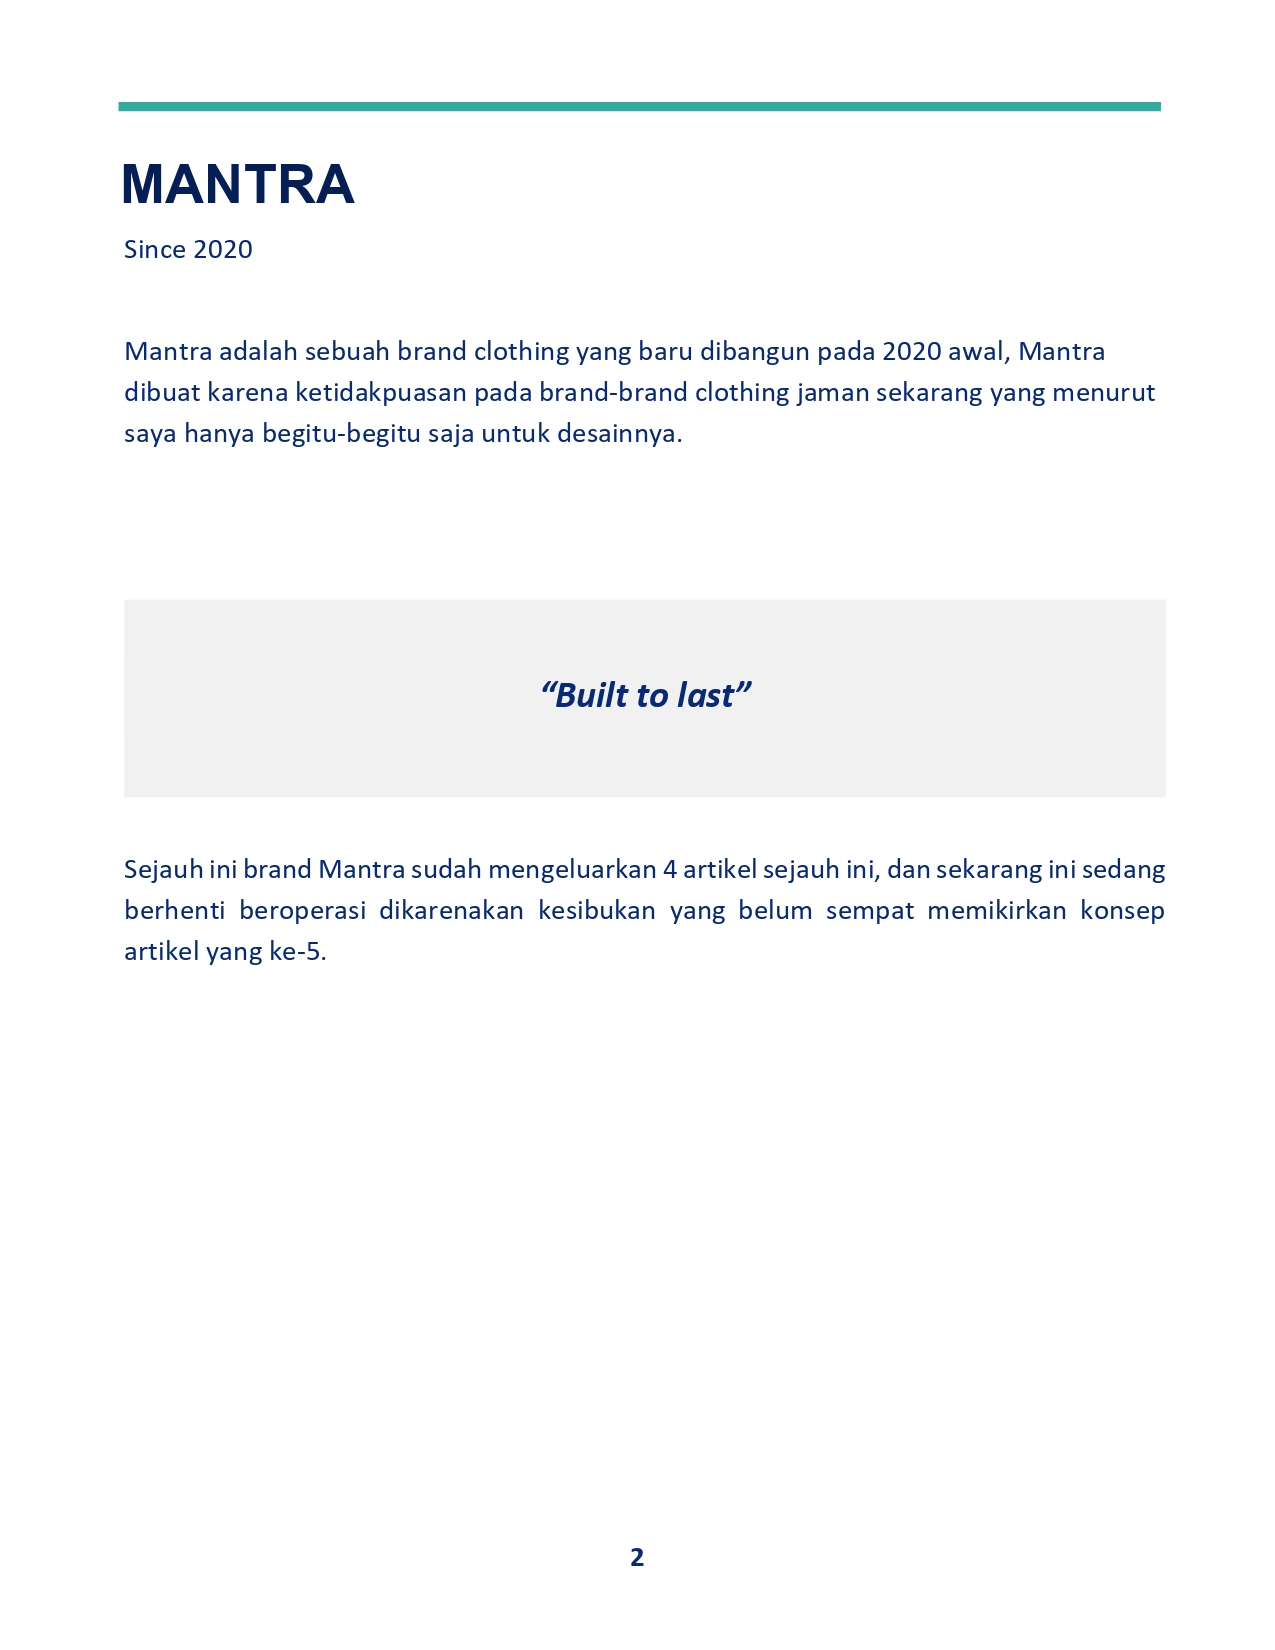 MANTRA
Since 2020
Mantra adalah sebuah brand clothing yang baru dibangun pada 2020 awal, Mantra
dibuat karena ketidakpuasan pada brand-brand clothing jaman sekarang yang menurut
saya hanya begitu-begitu saja untuk desainnya.
“Built to last”
Sejauh ini brand Mantra sudah mengeluarkan 4 artikel sejauh ini, dan sekarang ini sedang
berhenti beroperasi dikarenakan kesibukan yang belum sempat memikirkan konsep
artikel yang ke-5.
2